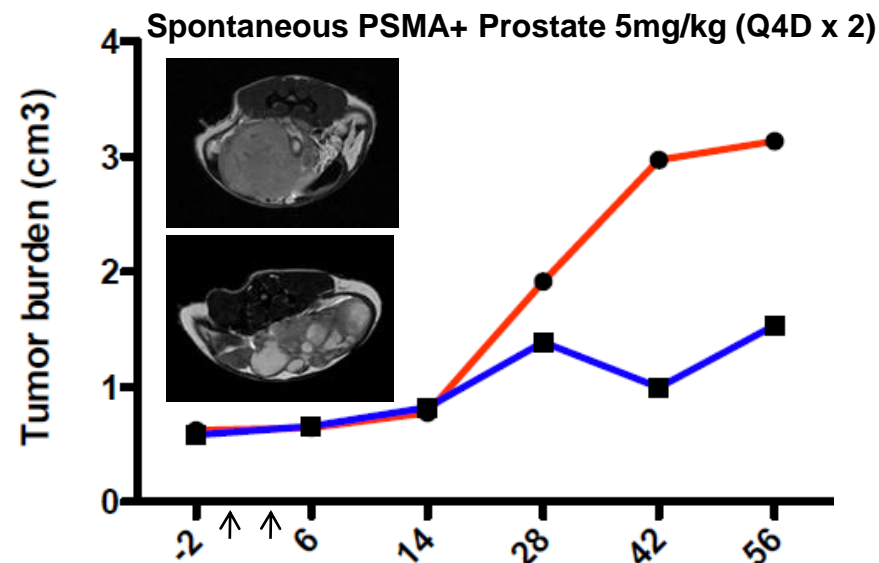 Spontaneous PSMA+ Prostate 5mg/kg (Q4D x 2)
Tumor burden (cm3)
4
3
2
1
0
-2 6 14 28 42 56